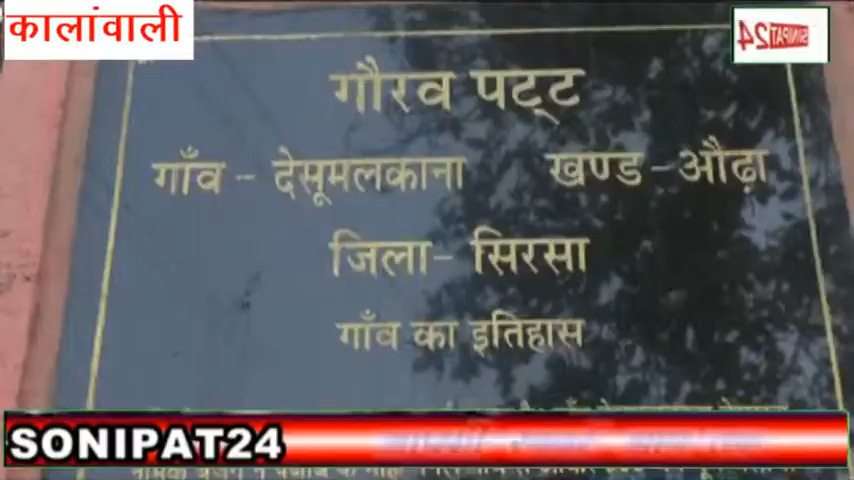 कालांवाली
SONIPAT24
गौरव पट्ट
गाँव - देसूमलकाना खण्ड - औढ़ा
जिला - सिरसा
गाँव का इतिहास
SONIPAT24